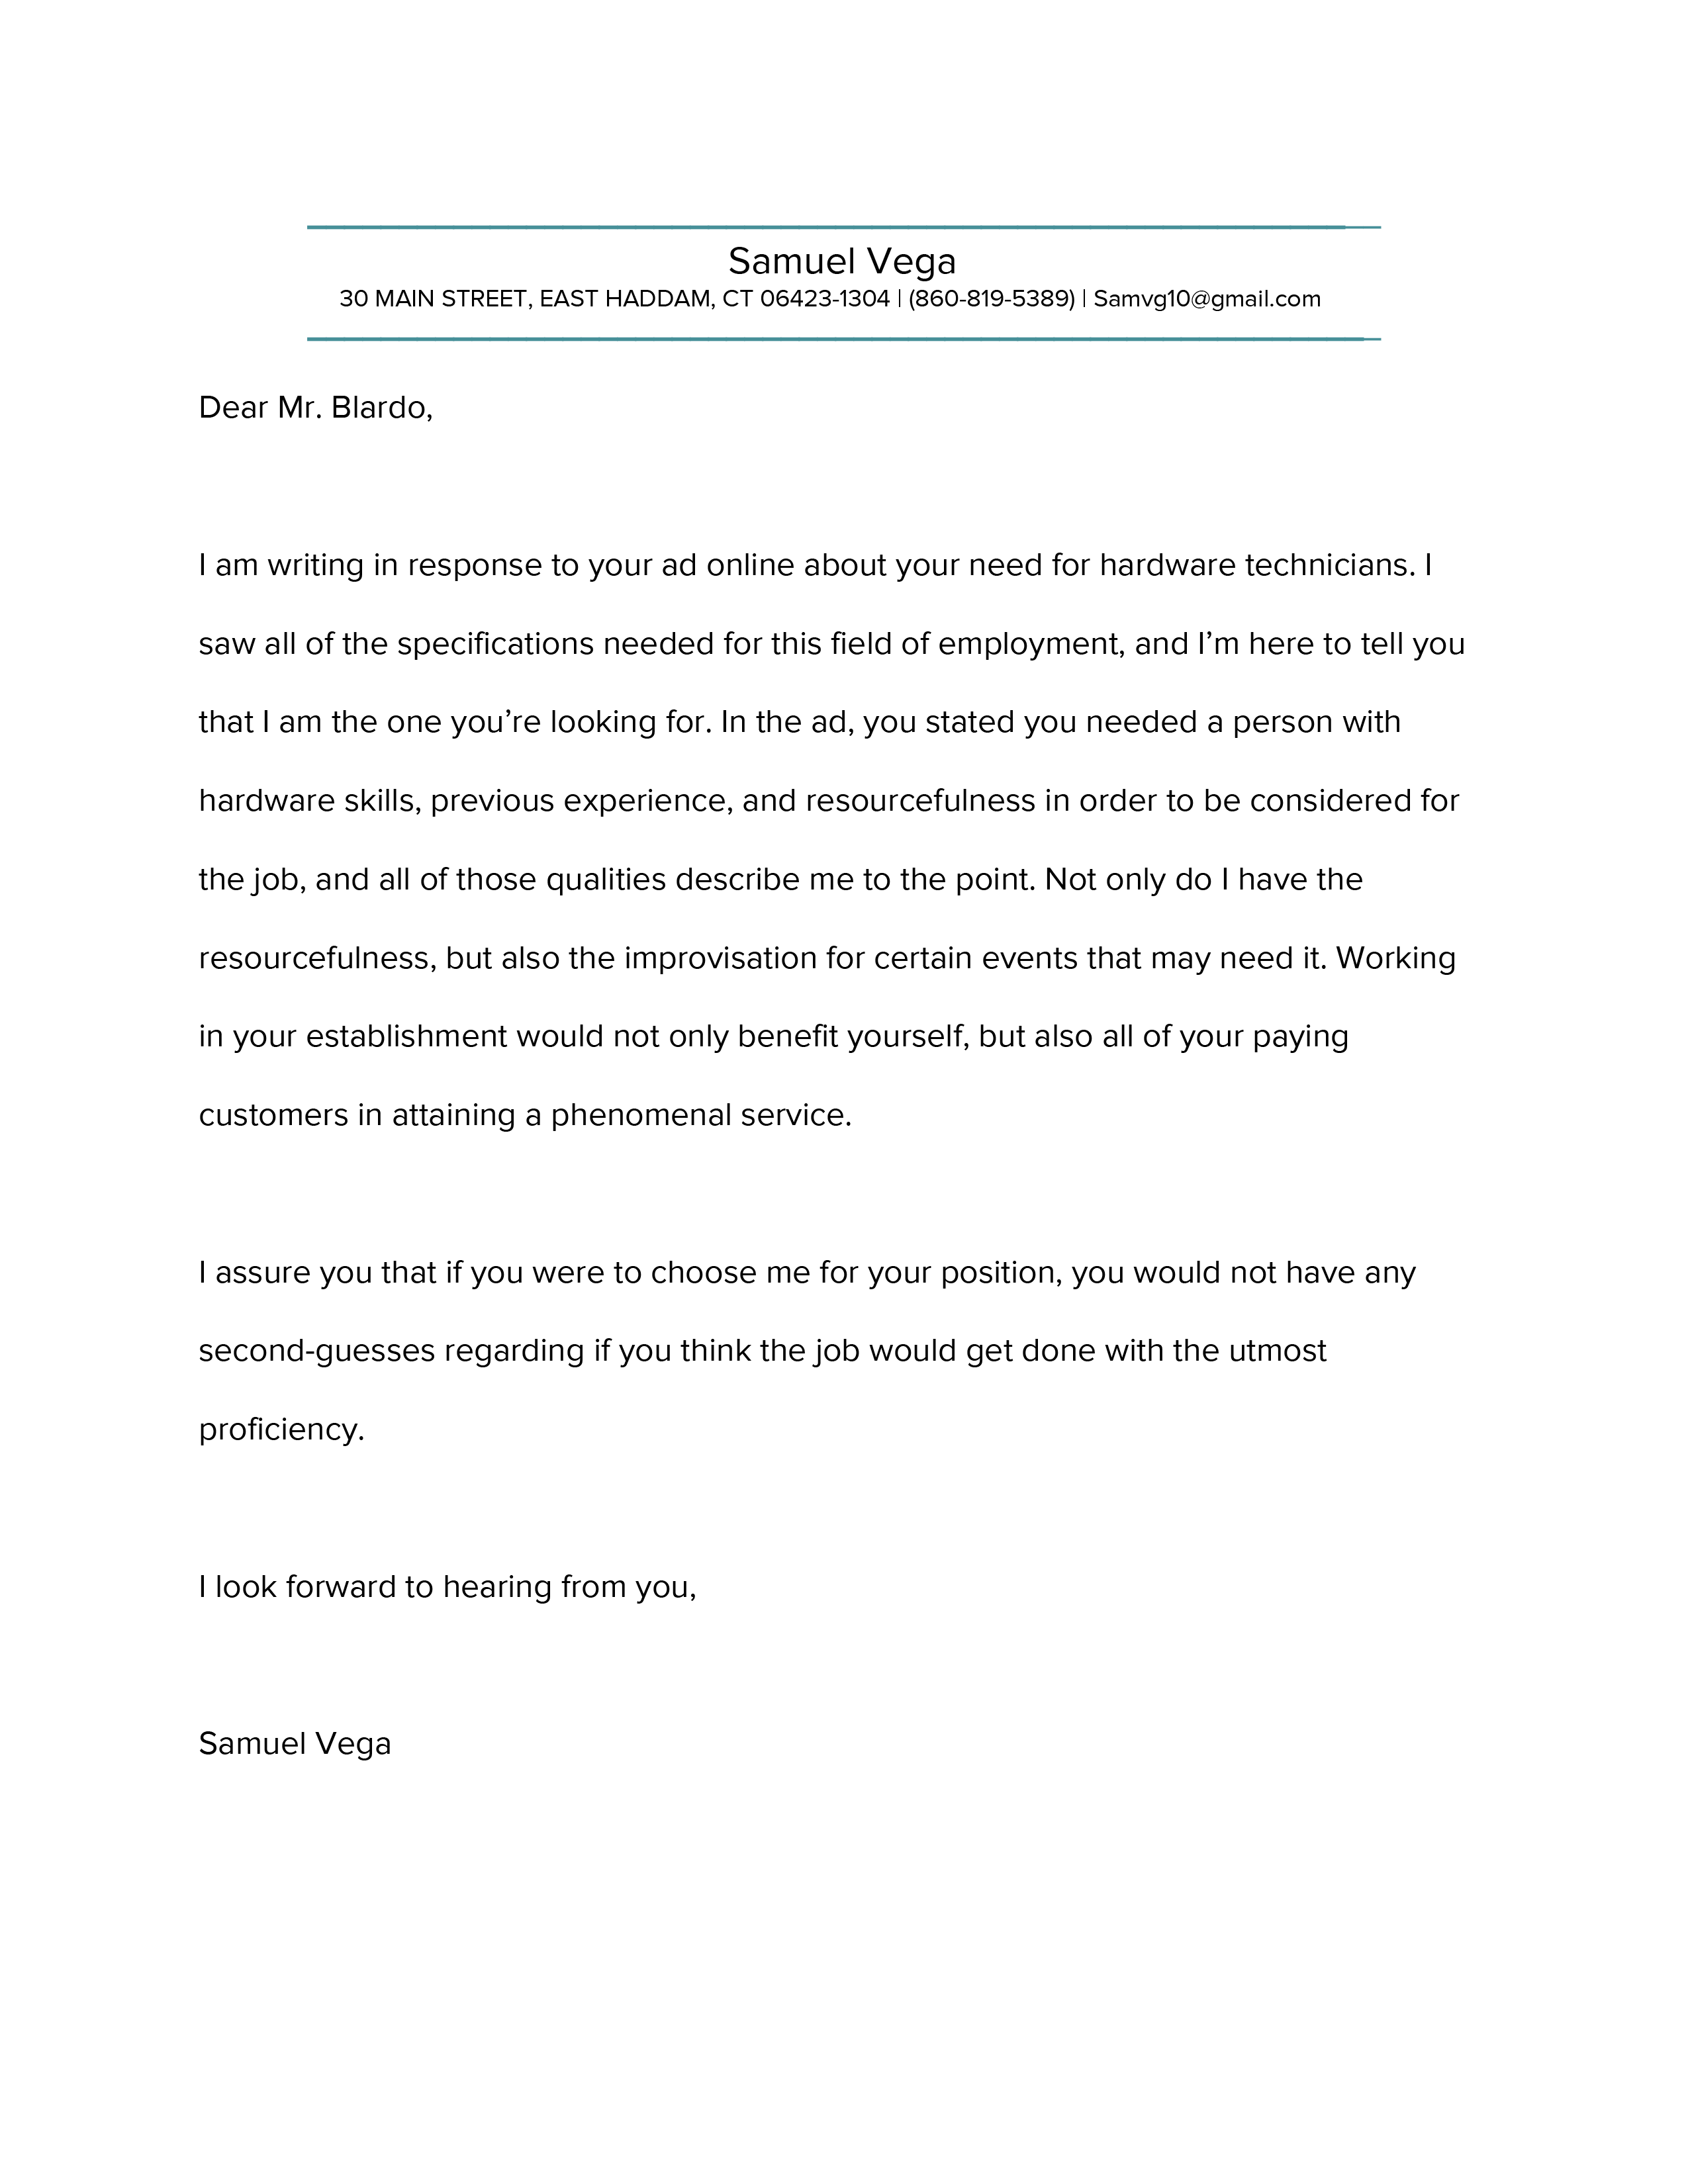 Samuel Vega
30 MAIN STREET, EAST HADDAM, CT 06423-1304 | (860-819-5389) | Samvg10@gmail.com
Dear Mr. Blardo,
I am writing in response to your ad online about your need for hardware technicians. I
saw all of the specifications needed for this field of employment, and I’m here to tell you
that I am the one you’re looking for. In the ad, you stated you needed a person with
hardware skills, previous experience, and resourcefulness in order to be considered for
the job, and all of those qualities describe me to the point. Not only do I have the
resourcefulness, but also the improvisation for certain events that may need it. Working
in your establishment would not only benefit yourself, but also all of your paying
customers in attaining a phenomenal service.
I assure you that if you were to choose me for your position, you would not have any
second-guesses regarding if you think the job would get done with the utmost
proficiency.
I look forward to hearing from you,
Samuel Vega